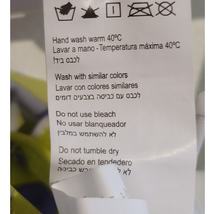 Hand wash warm 40ºC
Lavar a mano -Temperatura máxima 40ºC
לכבס ביד!
Wash with similar colors
Lavar con colores similares
לכבס עם כביסה בצבעים דומים
Do not use bleach
No usar blanqueador
לא להשתמש במלבין
Do not tumble dry
Secado en tendedero